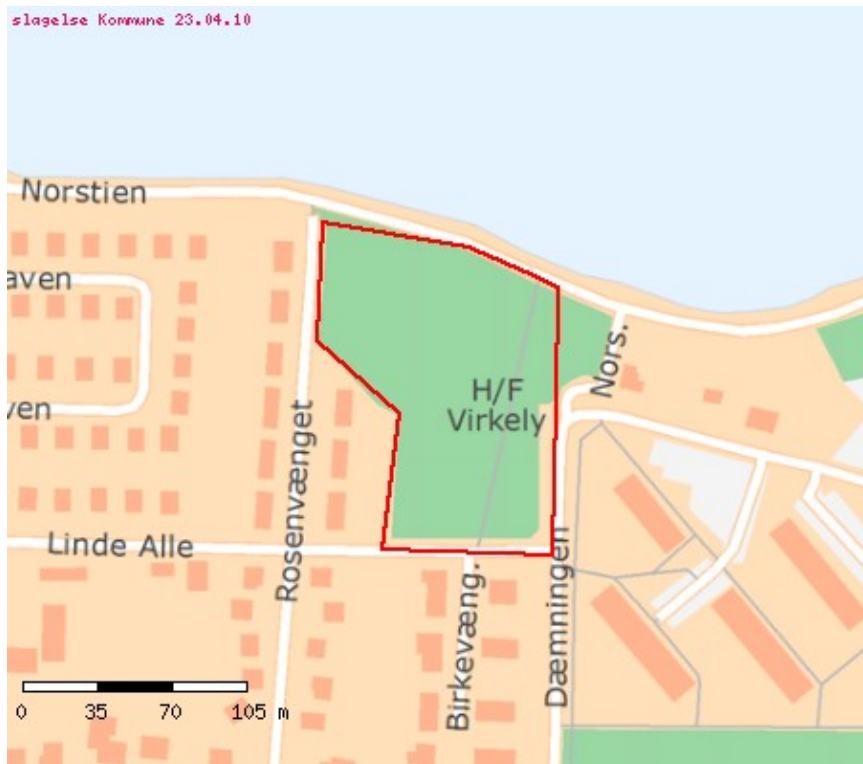 slagelse Kommune 23.04.10
Norstien
aven
Nors.
H/F
Virkely
ven
Rosenvænget
Linde Alle
Birkevæng.
Dæmningen
0 35 70 105 m